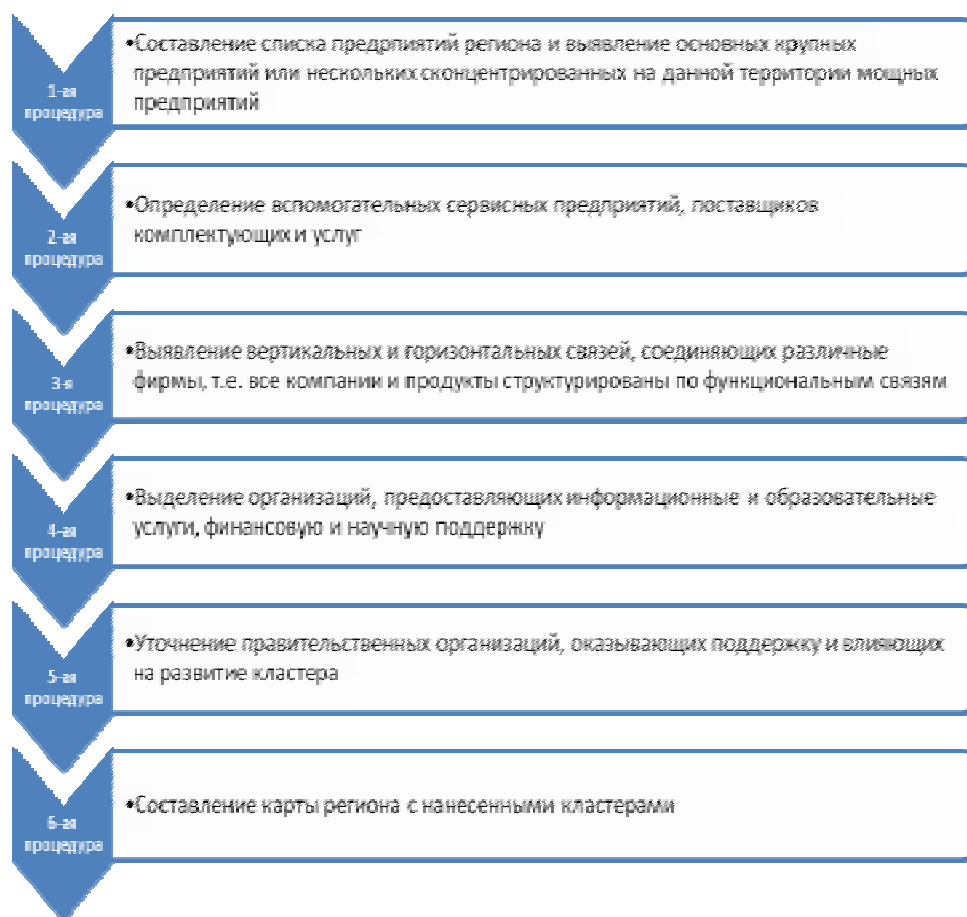 1-ая
процедура
•Составление списка предрпиятий региона и выявление основных крупных
предприятий или нескольких сконцентрированных на данной территории мощных
предприятий
2-ая
процедура
•Определение вспомогательных сервисных предприятий, поставщиков
комплектующих и услуг
3-я
процедура
•Выявление вертикальных и горизонтальных связей, соединяющих различные
фирмы, т.е. все компании и продукты структурированы по функциональным связям
4-ая
процедура
•Выделение организаций, предоставляющих информационные и образовательные
услуги, финансовую и научную поддержку
5-ая
процедура
•Уточнение правительственных организаций, оказывающих поддержку и влияющих
на развитие кластера
6-ая
процедура
•Составление карты региона с нанесенными кластерами